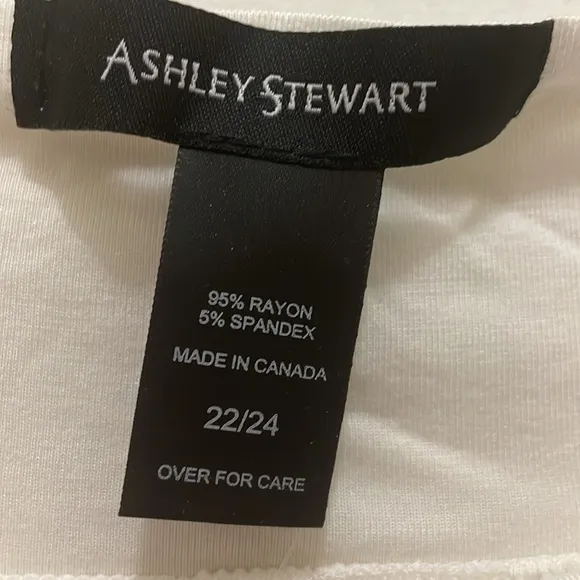 ASHLEY STEWART
95% RAYON
5% SPANDEX
MADE IN CANADA
22/24
OVER FOR CARE